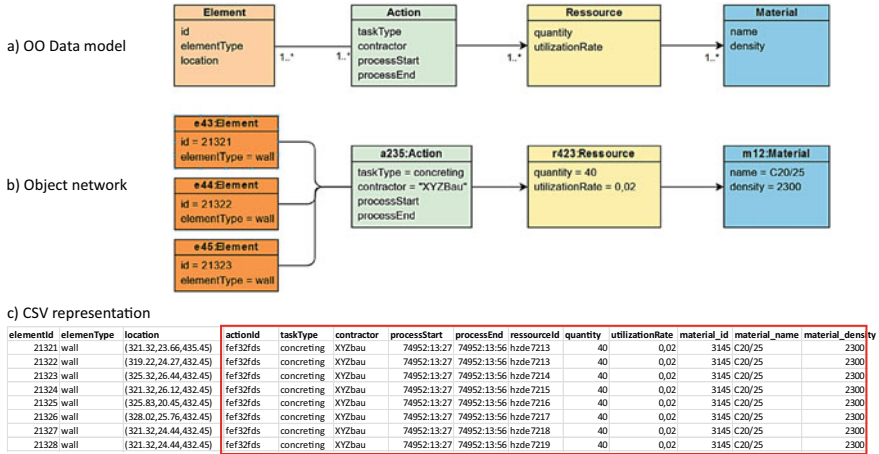 a) OO Data model
Element
id
elementType
location
1..*
1..*
Action
taskType
contractor
processStart
processEnd
1..*
Ressource
quantity
utilizationRate
1..*
Material
name
density
b) Object network
e43:Element
id = 21321
elementType = wall
e44:Element
id = 21322
elementType = wall
e45:Element
id = 21323
elementType = wall
a235:Action
taskType = concreting
contractor = "XYZBau"
processStart
processEnd
r423:Ressource
quantity = 40
utilizationRate = 0,02
m12:Material
name = C20/25
density = 2300
c) CSV representation
elementId elemenType location actionId taskType contractor processStart processEnd ressourceId quantity utilizationRate material_id material_name material_density
21321 wall (321.32,23.66,435.45) fef32fds concreting XYZbau 74952:13:27 74952:13:56 hzde7213 40 0,02 3145 C20/25 2300
21322 wall (319.22,24.27,432.45) fef32fds concreting XYZbau 74952:13:27 74952:13:56 hzde7213 40 0,02 3145 C20/25 2300
21323 wall (325.32,26.44,432.45) fef32fds concreting XYZbau 74952:13:27 74952:13:56 hzde7214 40 0,02 3145 C20/25 2300
21324 wall (321.32,26.12,432.45) fef32fds concreting XYZbau 74952:13:27 74952:13:56 hzde7215 40 0,02 3145 C20/25 2300
21325 wall (325.83,20.45,432.45) fef32fds concreting XYZbau 74952:13:27 74952:13:56 hzde7216 40 0,02 3145 C20/25 2300
21326 wall (328.02,25.76,432.45) fef32fds concreting XYZbau 74952:13:27 74952:13:56 hzde7217 40 0,02 3145 C20/25 2300
21327 wall (321.32,24.44,432.45) fef32fds concreting XYZbau 74952:13:27 74952:13:56 hzde7218 40 0,02 3145 C20/25 2300
21328 wall (321.32,24.44,432.45) fef32fds concreting XYZbau 74952:13:27 74952:13:56 hzde7219 40 0,02 3145 C20/25 2300